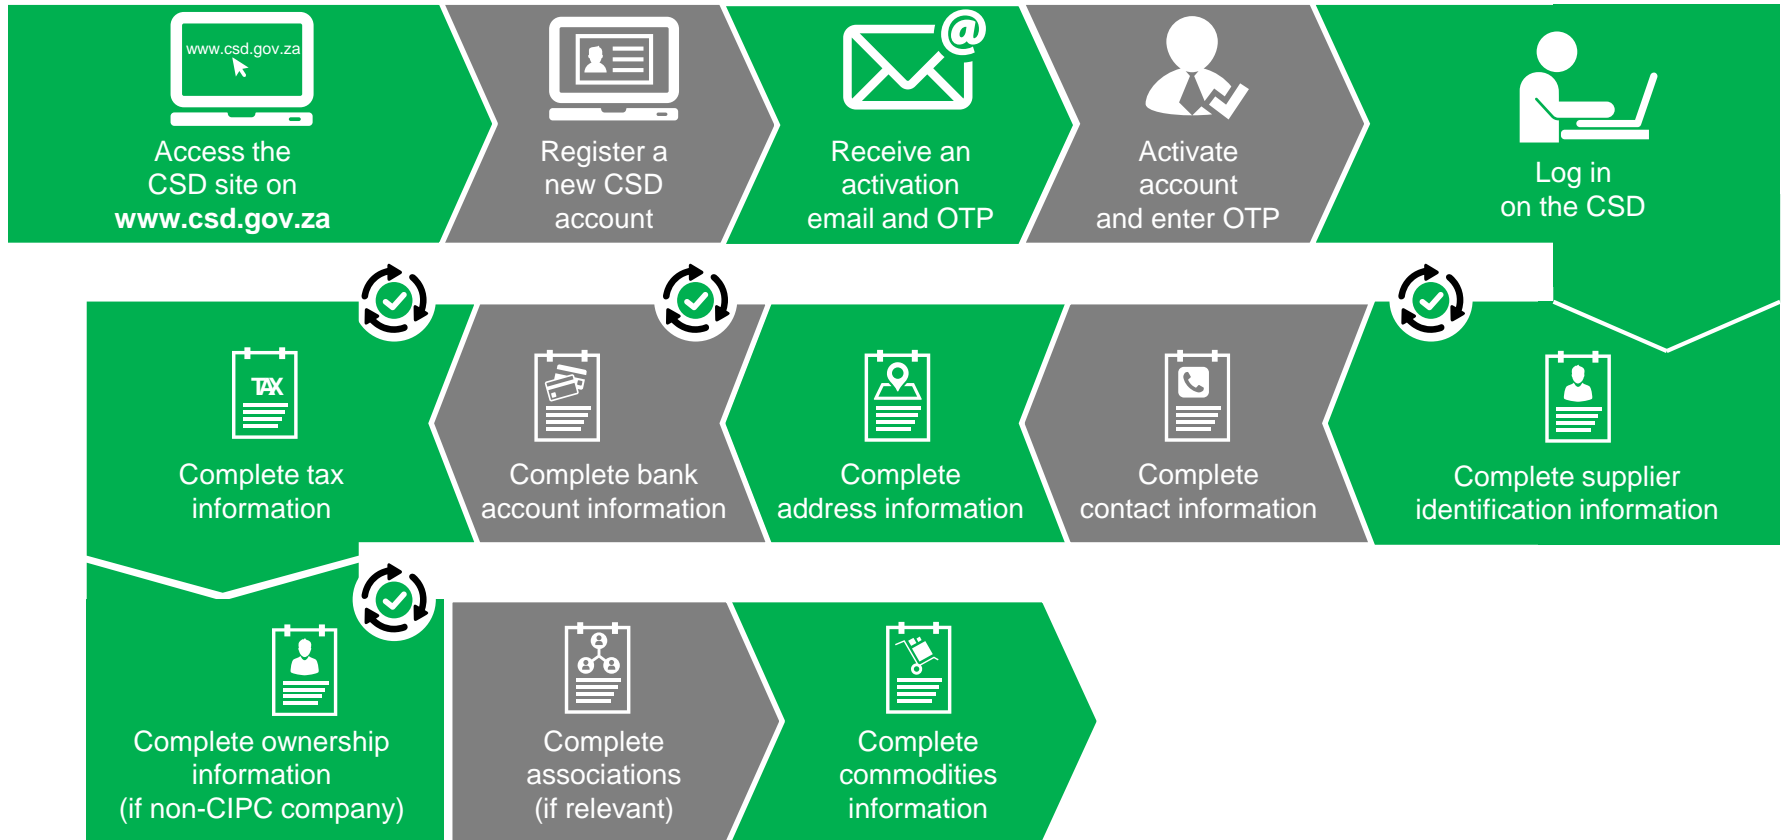 www.csd.gov.za
Access the
CSD site on
www.csd.gov.za
Register a
new CSD
account
Receive an
activation
email and OTP
Activate
account
and enter OTP
Log in
on the CSD
TAX
Complete tax
information
Complete bank
account information
Complete
address information
Complete
contact information
Complete supplier
identification information
Complete ownership
information
(if non-CIPC company)
Complete
associations
(if relevant)
Complete
commodities
information